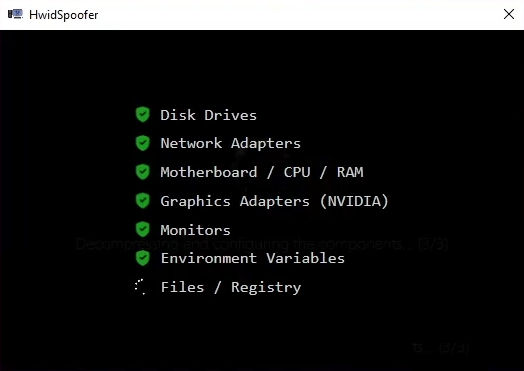 HwidSpoofer
Disk Drives
Network Adapters
Motherboard / CPU / RAM
Graphics Adapters (NVIDIA)
Monitors
Decompressing and configuring the components... (3/3)
Environment Variables
Files / Registry